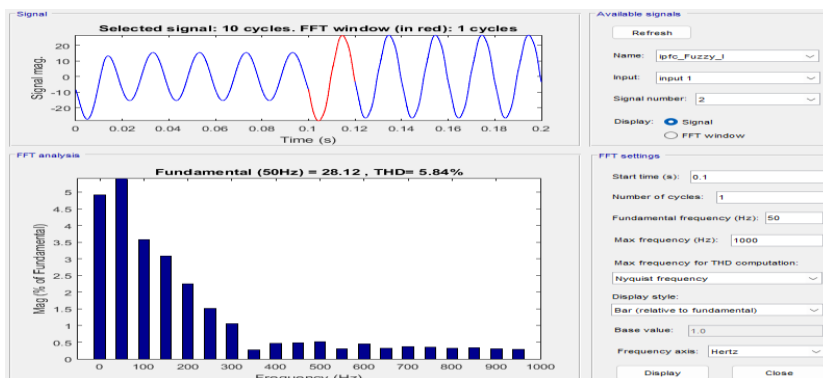 Signal
Selected signal: 10 cycles. FFT window (in red): 1 cycles
Signal mag.
20
10
0
-10
-20
0 0.02 0.04 0.06 0.08 0.1 0.12 0.14 0.16 0.18 0.2
Time (s)
FFT analysis
Fundamental (50Hz) = 28.12 , THD= 5.84%
Mag (% of Fundamental)
5
4.5
4
3.5
3
2.5
2
1.5
1
0.5
0
0 100 200 300 400 500 600 700 800 900 1000
Frequency (Hz)
Available signals
Refresh
Name: ipfc_Fuzzy_I
Input: input 1
Signal number: 2
Display: Signal
FFT window
FFT settings
Start time (s): 0.1
Number of cycles: 1
Fundamental frequency (Hz): 50
Max frequency (Hz): 1000
Max frequency for THD computation:
Nyquist frequency
Display style:
Bar (relative to fundamental)
Base value: 1.0
Frequency axis: Hertz
Display Close